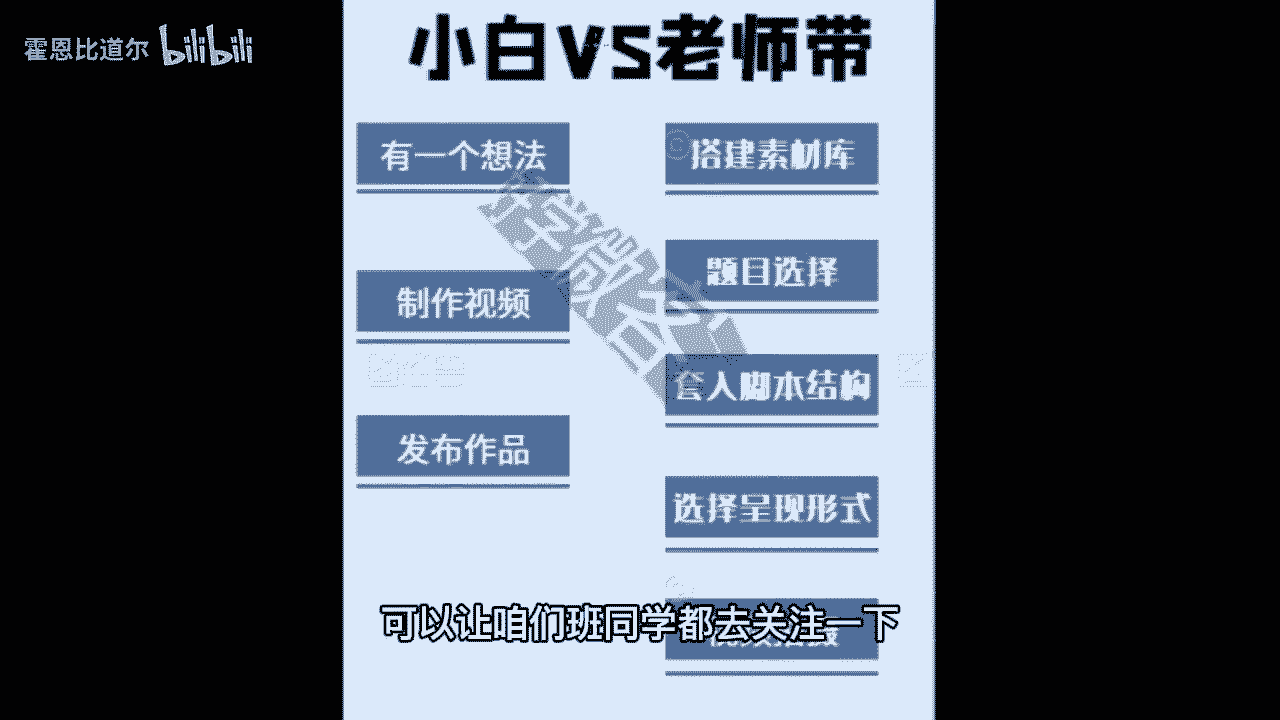 霍恩比道尔 bilibili
小白VS老师带
有一个想法
制作视频
发布作品
搭建素材库
题目选择
套入脚本结构
选择呈现形式
可以让咱们班同学都去关注一下